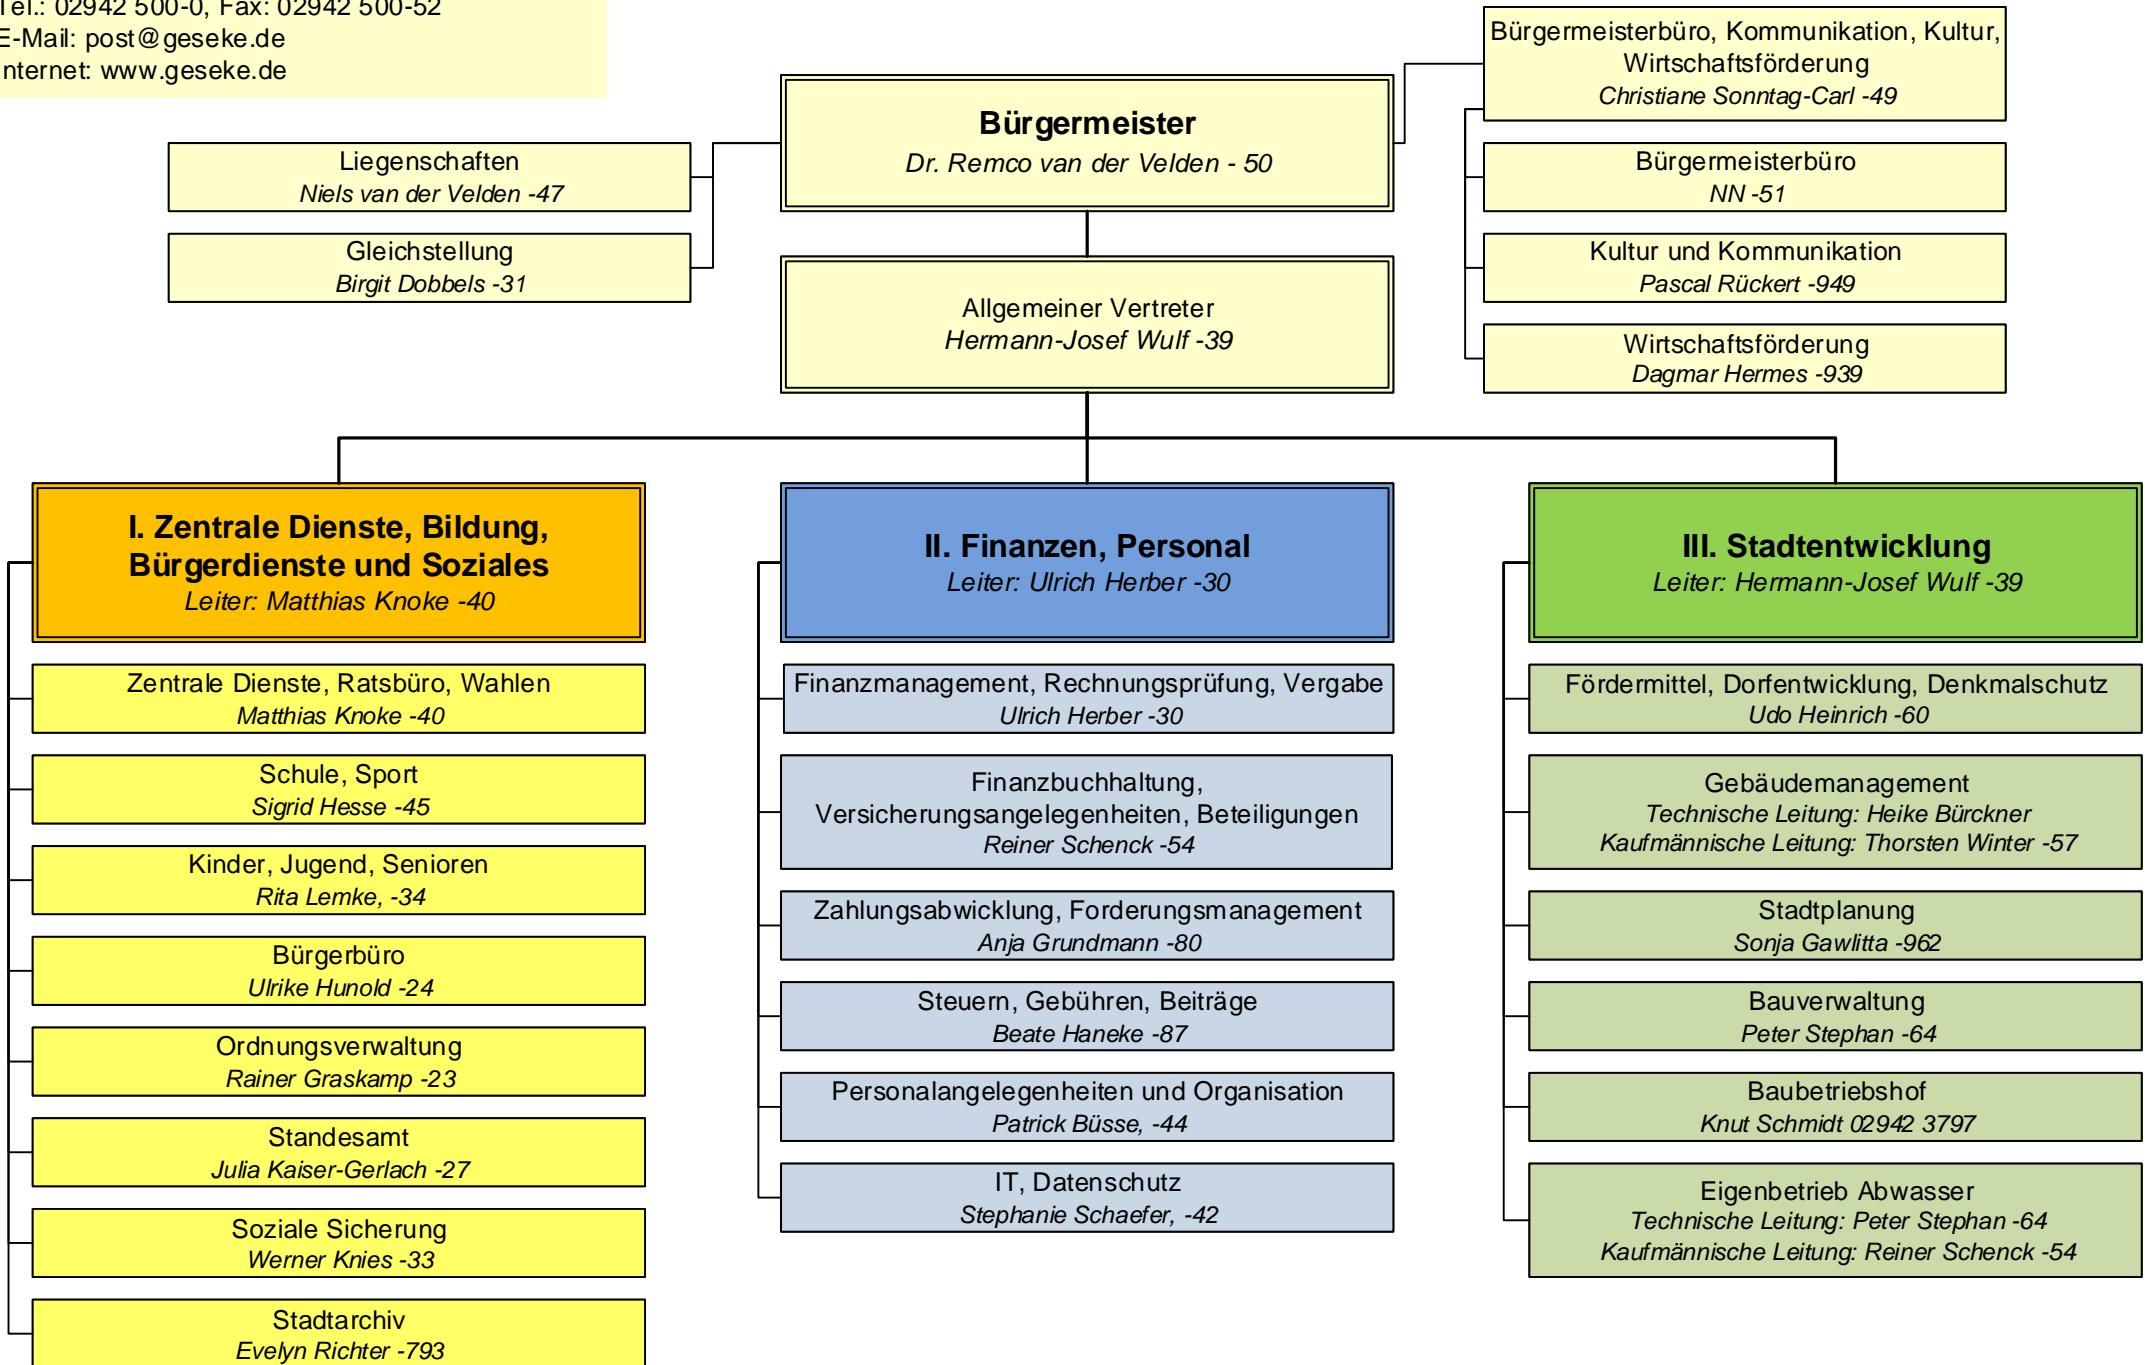 Tel.: 02942 500-0, Fax: 02942 500-52
E-Mail: post@geseke.de
Internet: www.geseke.de
Bürgermeister
Dr. Remco van der Velden - 50
Allgemeiner Vertreter
Hermann-Josef Wulf -39
Liegenschaften
Niels van der Velden -47
Gleichstellung
Birgit Dobbels -31
Bürgermeisterbüro, Kommunikation, Kultur,
Wirtschaftsförderung
Christiane Sonntag-Carl -49
Bürgermeisterbüro
NN -51
Kultur und Kommunikation
Pascal Rückert -949
Wirtschaftsförderung
Dagmar Hermes -939
I. Zentrale Dienste, Bildung,
Bürgerdienste und Soziales
Leiter: Matthias Knoke -40
Zentrale Dienste, Ratsbüro, Wahlen
Matthias Knoke -40
Schule, Sport
Sigrid Hesse -45
Kinder, Jugend, Senioren
Rita Lemke, -34
Bürgerbüro
Ulrike Hunold -24
Ordnungsverwaltung
Rainer Graskamp -23
Standesamt
Julia Kaiser-Gerlach -27
Soziale Sicherung
Werner Knies -33
Stadtarchiv
Evelyn Richter -793
II. Finanzen, Personal
Leiter: Ulrich Herber -30
Finanzmanagement, Rechnungsprüfung, Vergabe
Ulrich Herber -30
Finanzbuchhaltung,
Versicherungsangelegenheiten, Beteiligungen
Reiner Schenck -54
Zahlungsabwicklung, Forderungsmanagement
Anja Grundmann -80
Steuern, Gebühren, Beiträge
Beate Haneke -87
Personalangelegenheiten und Organisation
Patrick Büsse, -44
IT, Datenschutz
Stephanie Schaefer, -42
III. Stadtentwicklung
Leiter: Hermann-Josef Wulf -39
Fördermittel, Dorfentwicklung, Denkmalschutz
Udo Heinrich -60
Gebäudemanagement
Technische Leitung: Heike Bürckner
Kaufmännische Leitung: Thorsten Winter -57
Stadtplanung
Sonja Gawlitta -962
Bauverwaltung
Peter Stephan -64
Baubetriebshof
Knut Schmidt 02942 3797
Eigenbetrieb Abwasser
Technische Leitung: Peter Stephan -64
Kaufmännische Leitung: Reiner Schenck -54